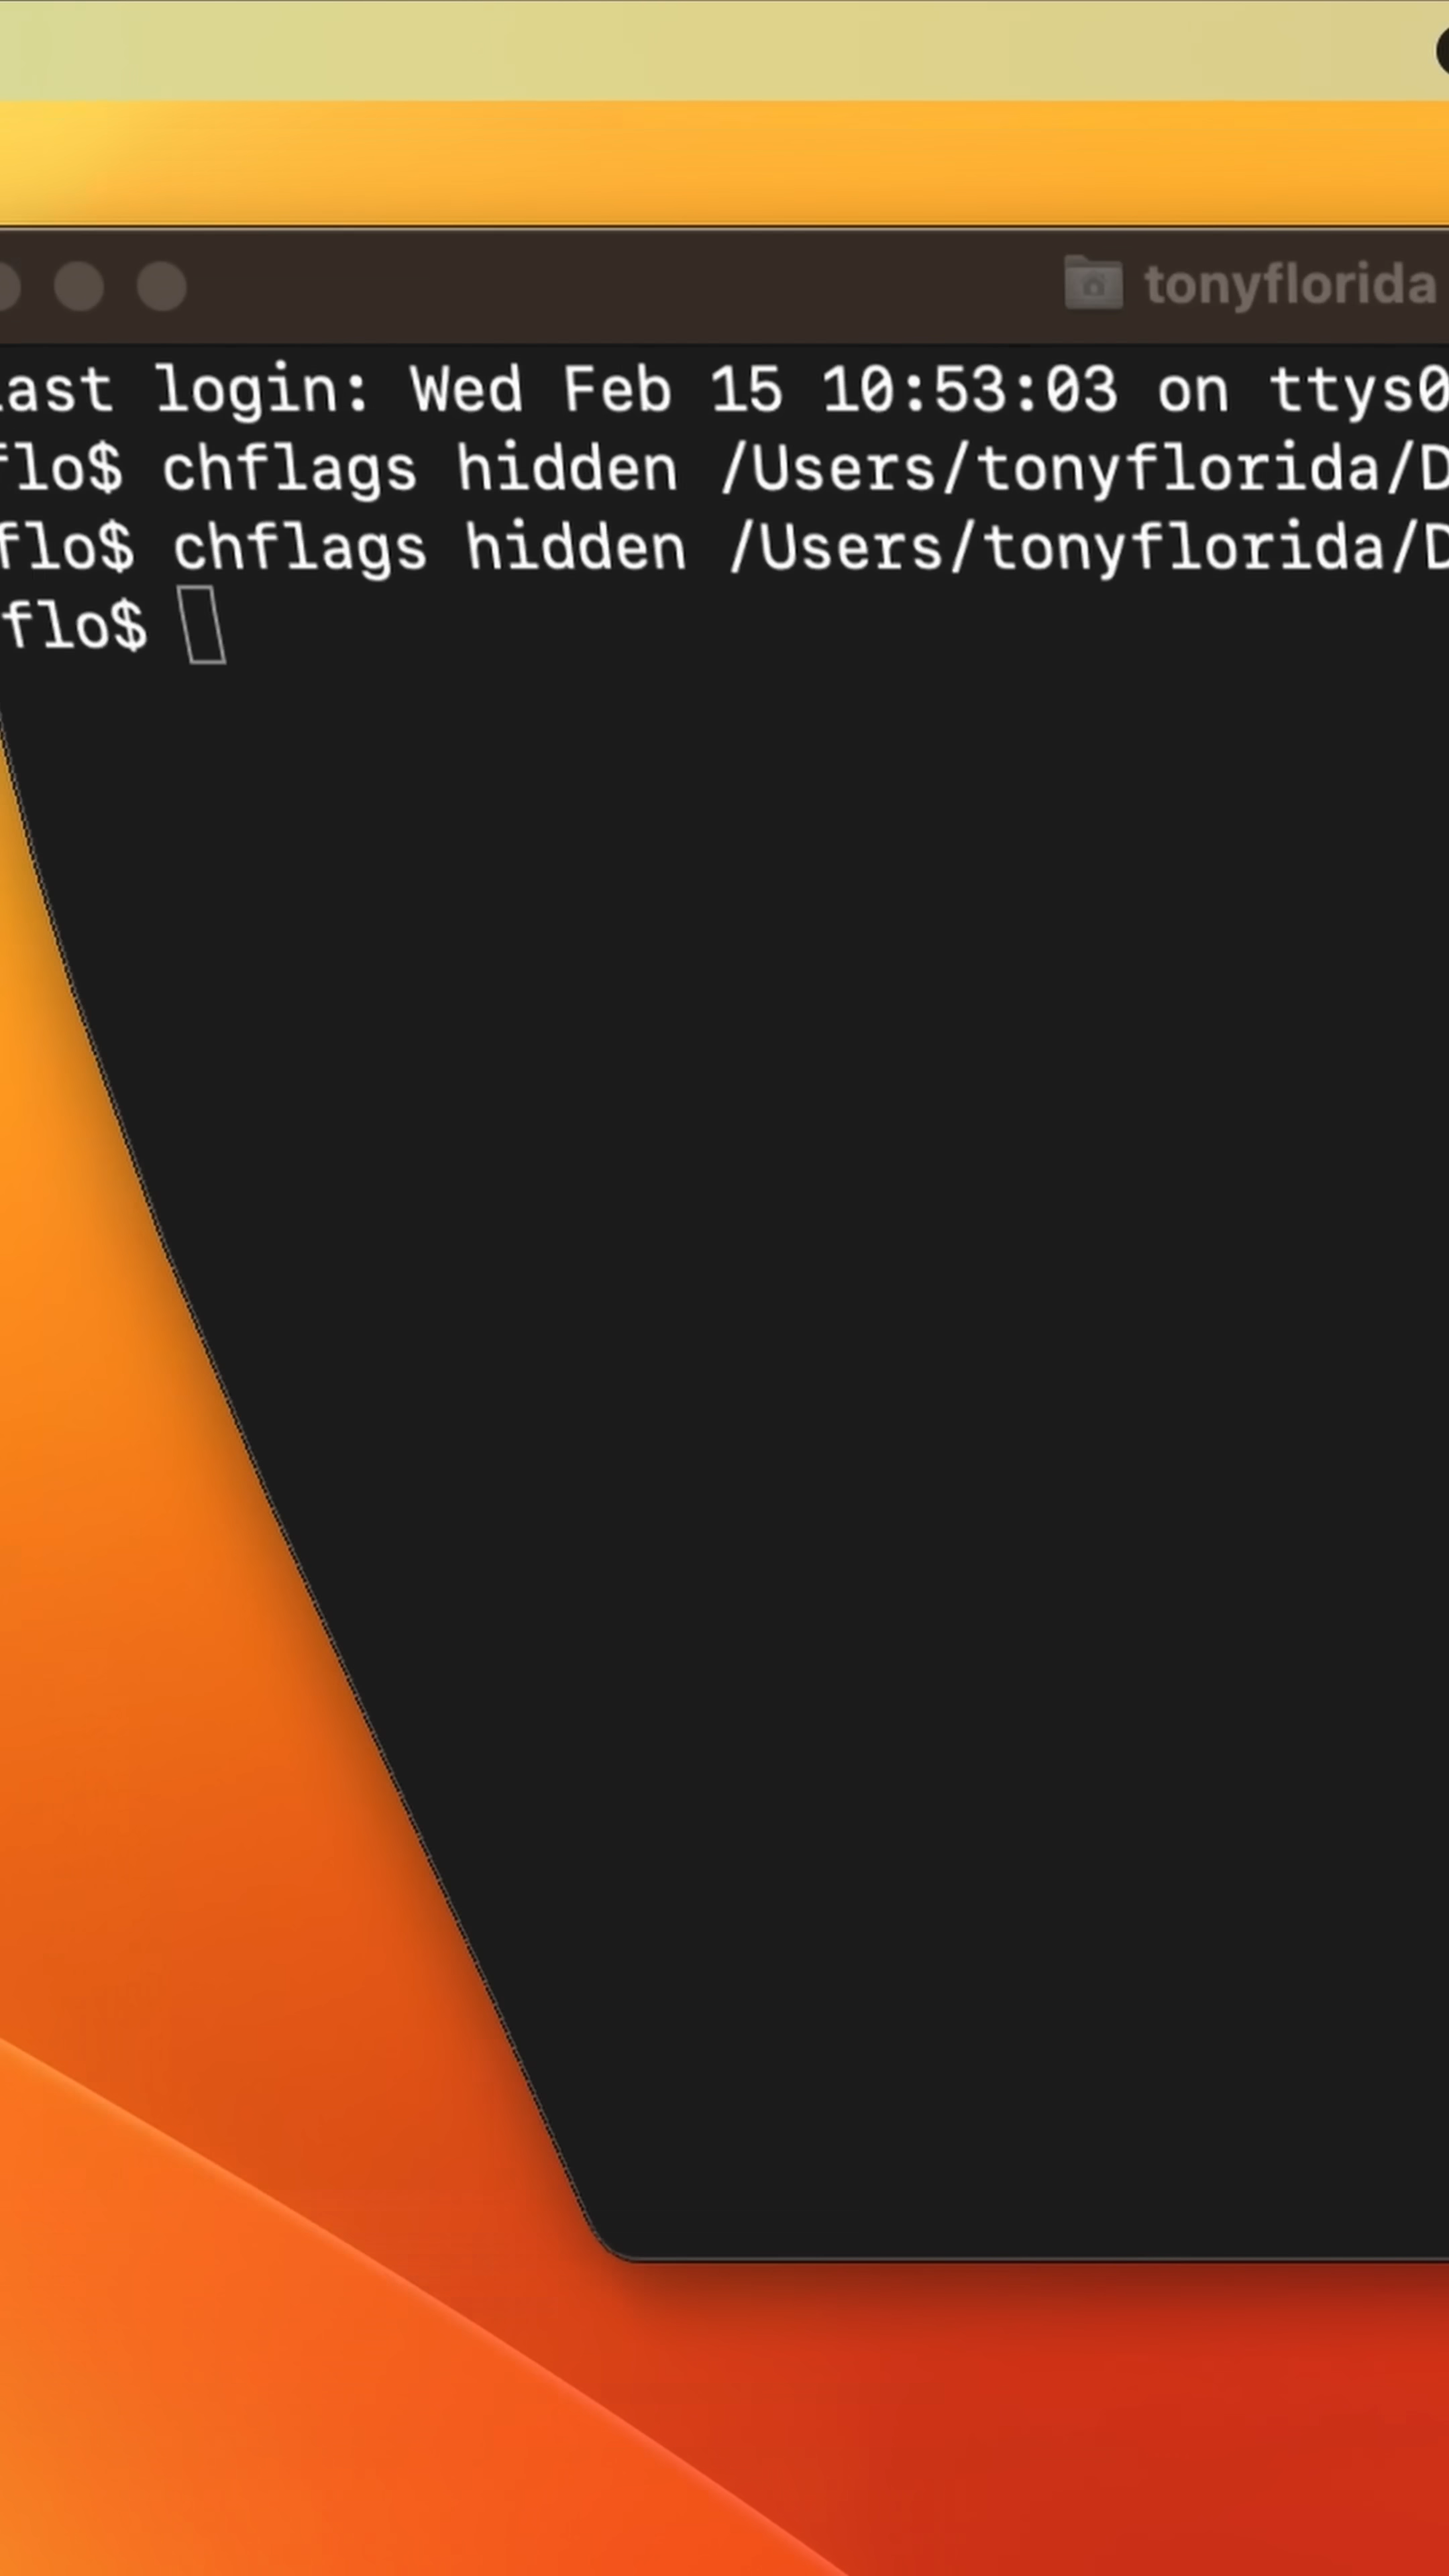 tonyflorida
last login: Wed Feb 15 10:53:03 on ttys0
flo$ chflags hidden /Users/tonyflorida/D
flo$ chflags hidden /Users/tonyflorida/D
flo$